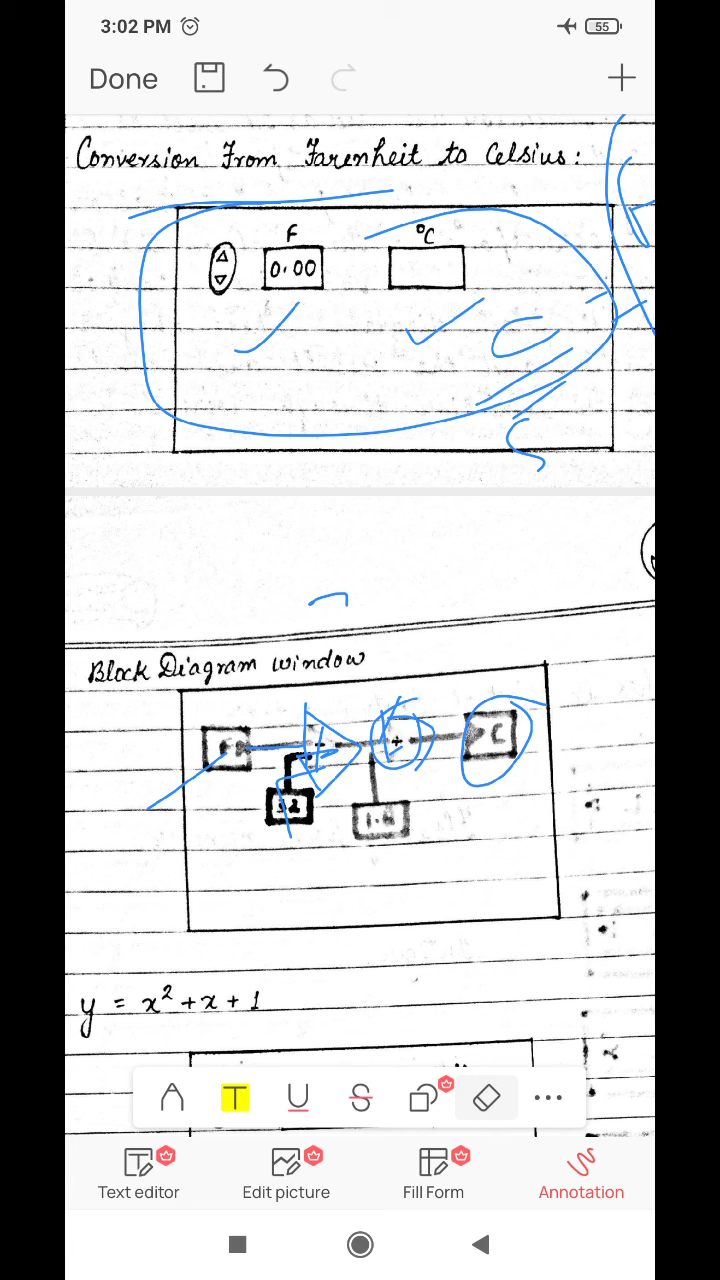 3:02 PM
55
Done
Conversion From Farenheit to Celsius:
F
°C
0.00
Block Diagram window
F
C
32
1.8
y = x² + x + 1
T
U
S
Text editor
Edit picture
Fill Form
Annotation